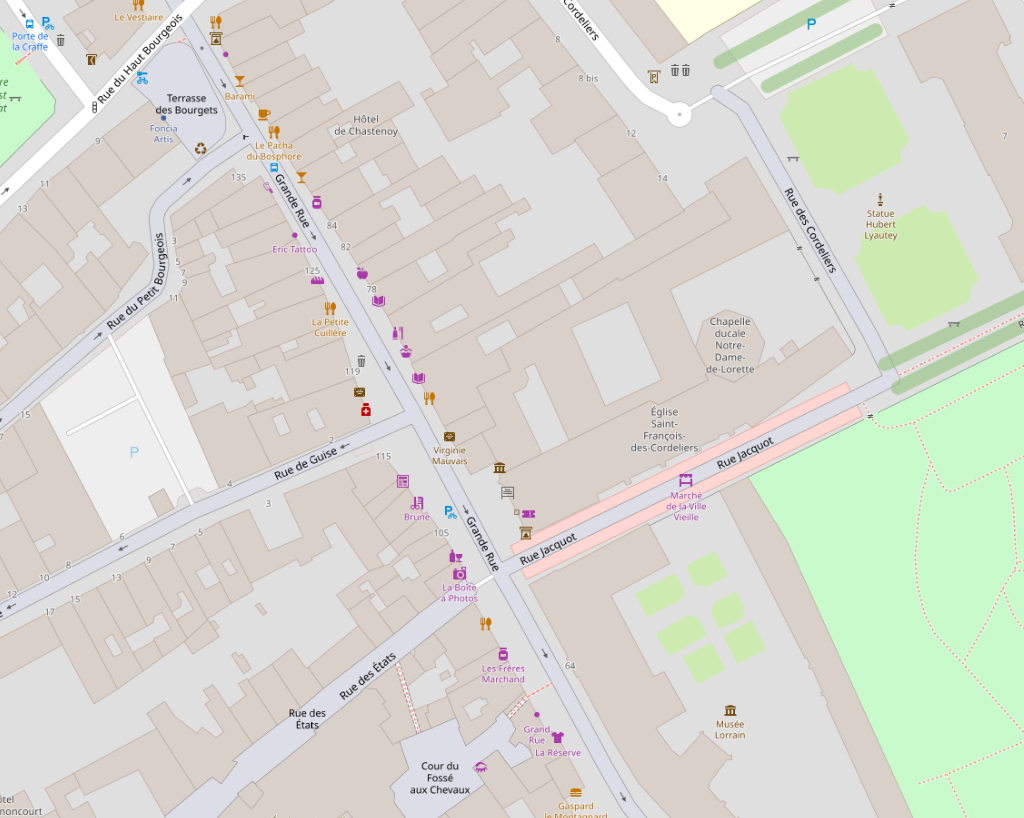 Le Vestiaire
Porte de
la Craffe
Rue du Haut Bourgeois
Cordeliers
P
8
8 bis
Terrasse
des Bourgets
Barami
Foncia
Artis
Hôtel
de Chastenoy
Le Pacha
du Bosphore
12
7
14
135
11
13
Grande Rue
84
82
Eric Tattoo
125
78
3
5
7
9
11
Rue du Petit Bourgeois
Rue des Cordeliers
Statue
Hubert
Lyautey
La Petite
Cuillère
Chapelle
ducale
Notre-
Dame-
de-Lorette
119
15
7
2
Église
Saint-
François-
des-Cordeliers
Virginie
Mauvais
115
P
Rue de Guise
4
3
Rue Jacquot
Marché
de la Ville
Vieille
Brune
105
Grande Rue
Rue Jacquot
5
6
7
9
8
10
12
13
15
17
La Boîte
à Photos
64
Les Frères
Marchand
Rue des États
Rue des
États
Grand
Rue
La Réserve
Musée
Lorrain
Cour du
Fossé
aux Chevaux
Gaspard
le Montagnard